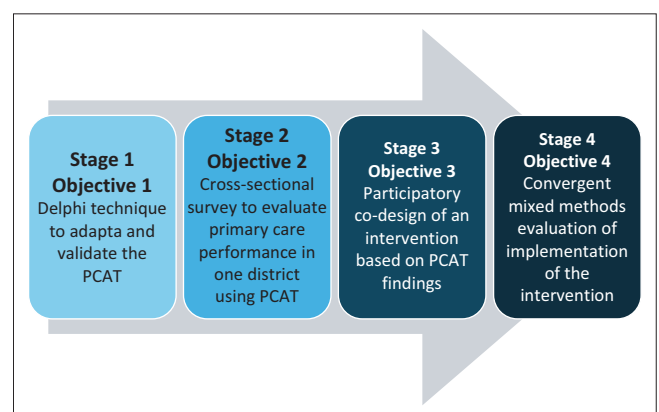 Stage 1
Objective 1
Delphi technique
to adapta and
validate the
PCAT
Stage 2
Objective 2
Cross-sectional
survey to evaluate
primary care
performance in
one district
using PCAT
Stage 3
Objective 3
Participatory
co-design of an
intervention
based on PCAT
findings
Stage 4
Objective 4
Convergent
mixed methods
evaluation of
implementation
of the
intervention